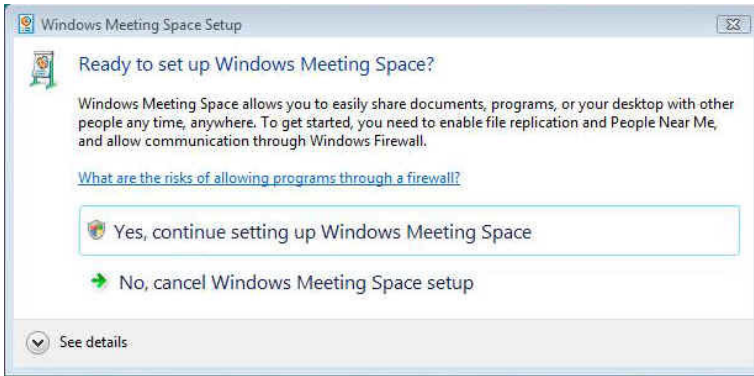 Windows Meeting Space Setup
Ready to set up Windows Meeting Space?
Windows Meeting Space allows you to easily share documents, programs, or your desktop with other
people any time, anywhere. To get started, you need to enable file replication and People Near Me,
and allow communication through Windows Firewall.
What are the risks of allowing programs through a firewall?
Yes, continue setting up Windows Meeting Space
No, cancel Windows Meeting Space setup
See details